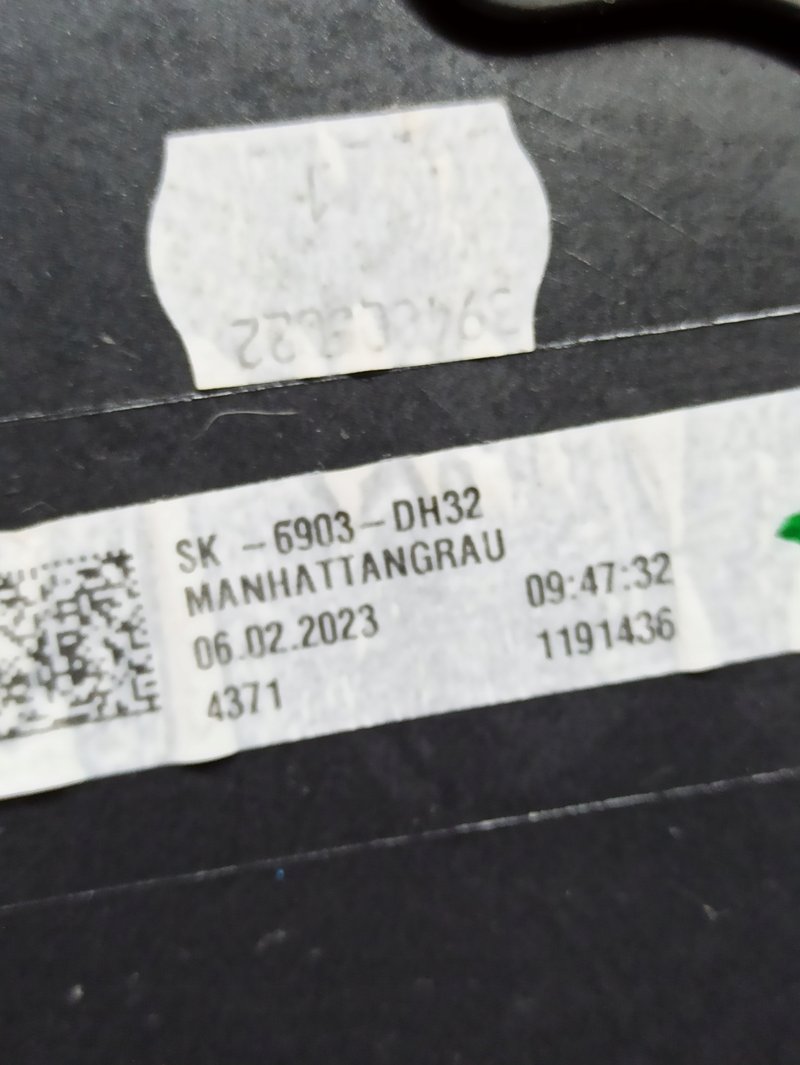 SK -6903-DH32
MANHATTANGRAU
06.02.2023 09:47:32
4371 1191436